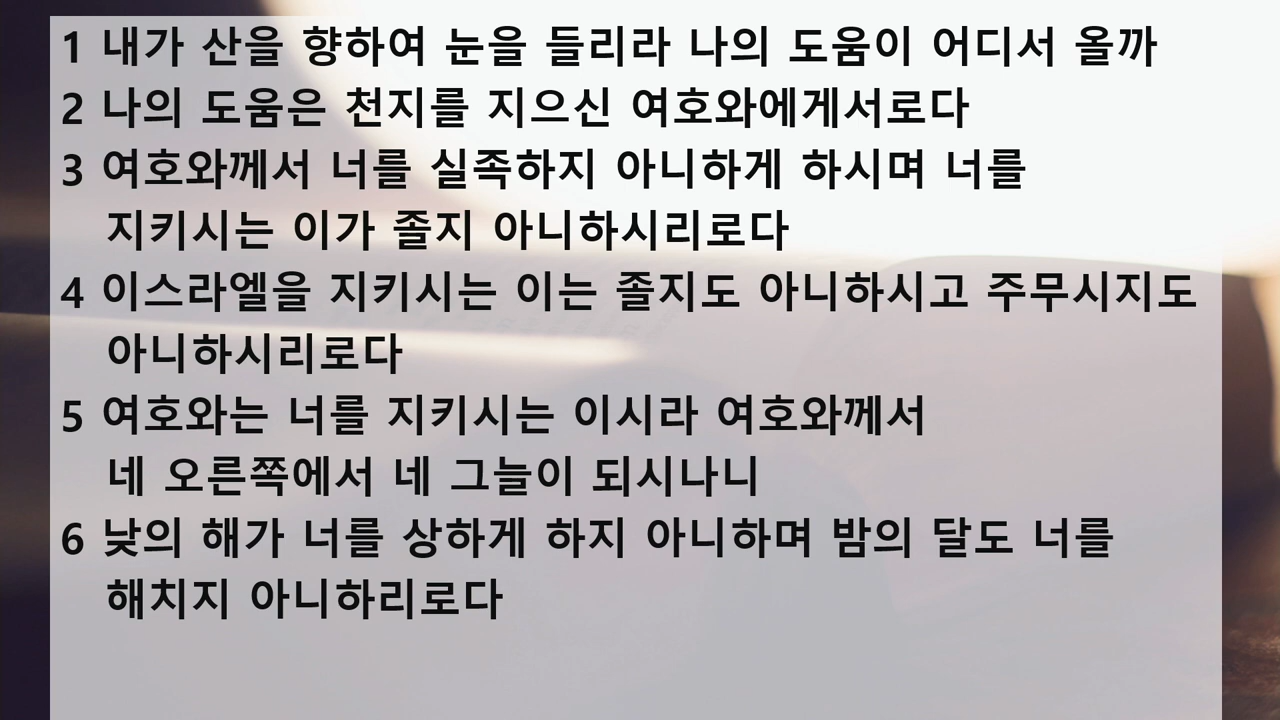 1 내가 산을 향하여 눈을 들리라 나의 도움이 어디서 올까
2 나의 도움은 천지를 지으신 여호와에게서로다
3 여호와께서 너를 실족하지 아니하게 하시며 너를
지키시는 이가 졸지 아니하시리로다
4 이스라엘을 지키시는 이는 졸지도 아니하시고 주무시지도
아니하시리로다
5 여호와는 너를 지키시는 이시라 여호와께서
네 오른쪽에서 네 그늘이 되시나니
6 낮의 해가 너를 상하게 하지 아니하며 밤의 달도 너를
해치지 아니하리로다